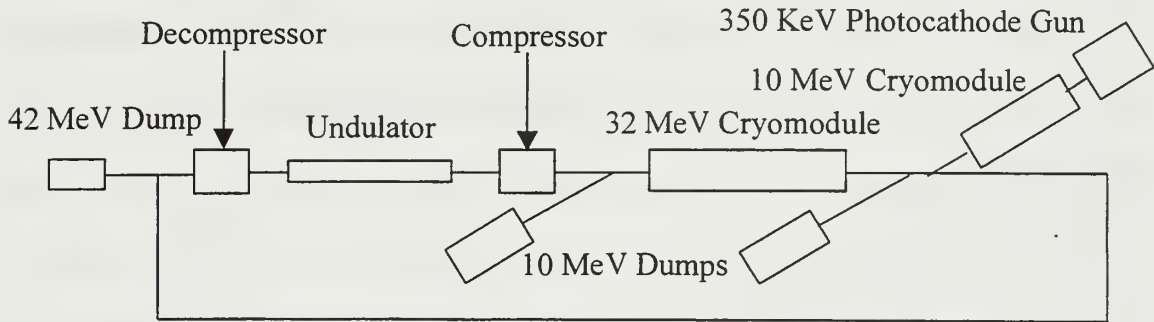 350 KeV Photocathode Gun
Decompressor
Compressor
10 MeV Cryomodule
42 MeV Dump
Undulator
32 MeV Cryomodule
10 MeV Dumps